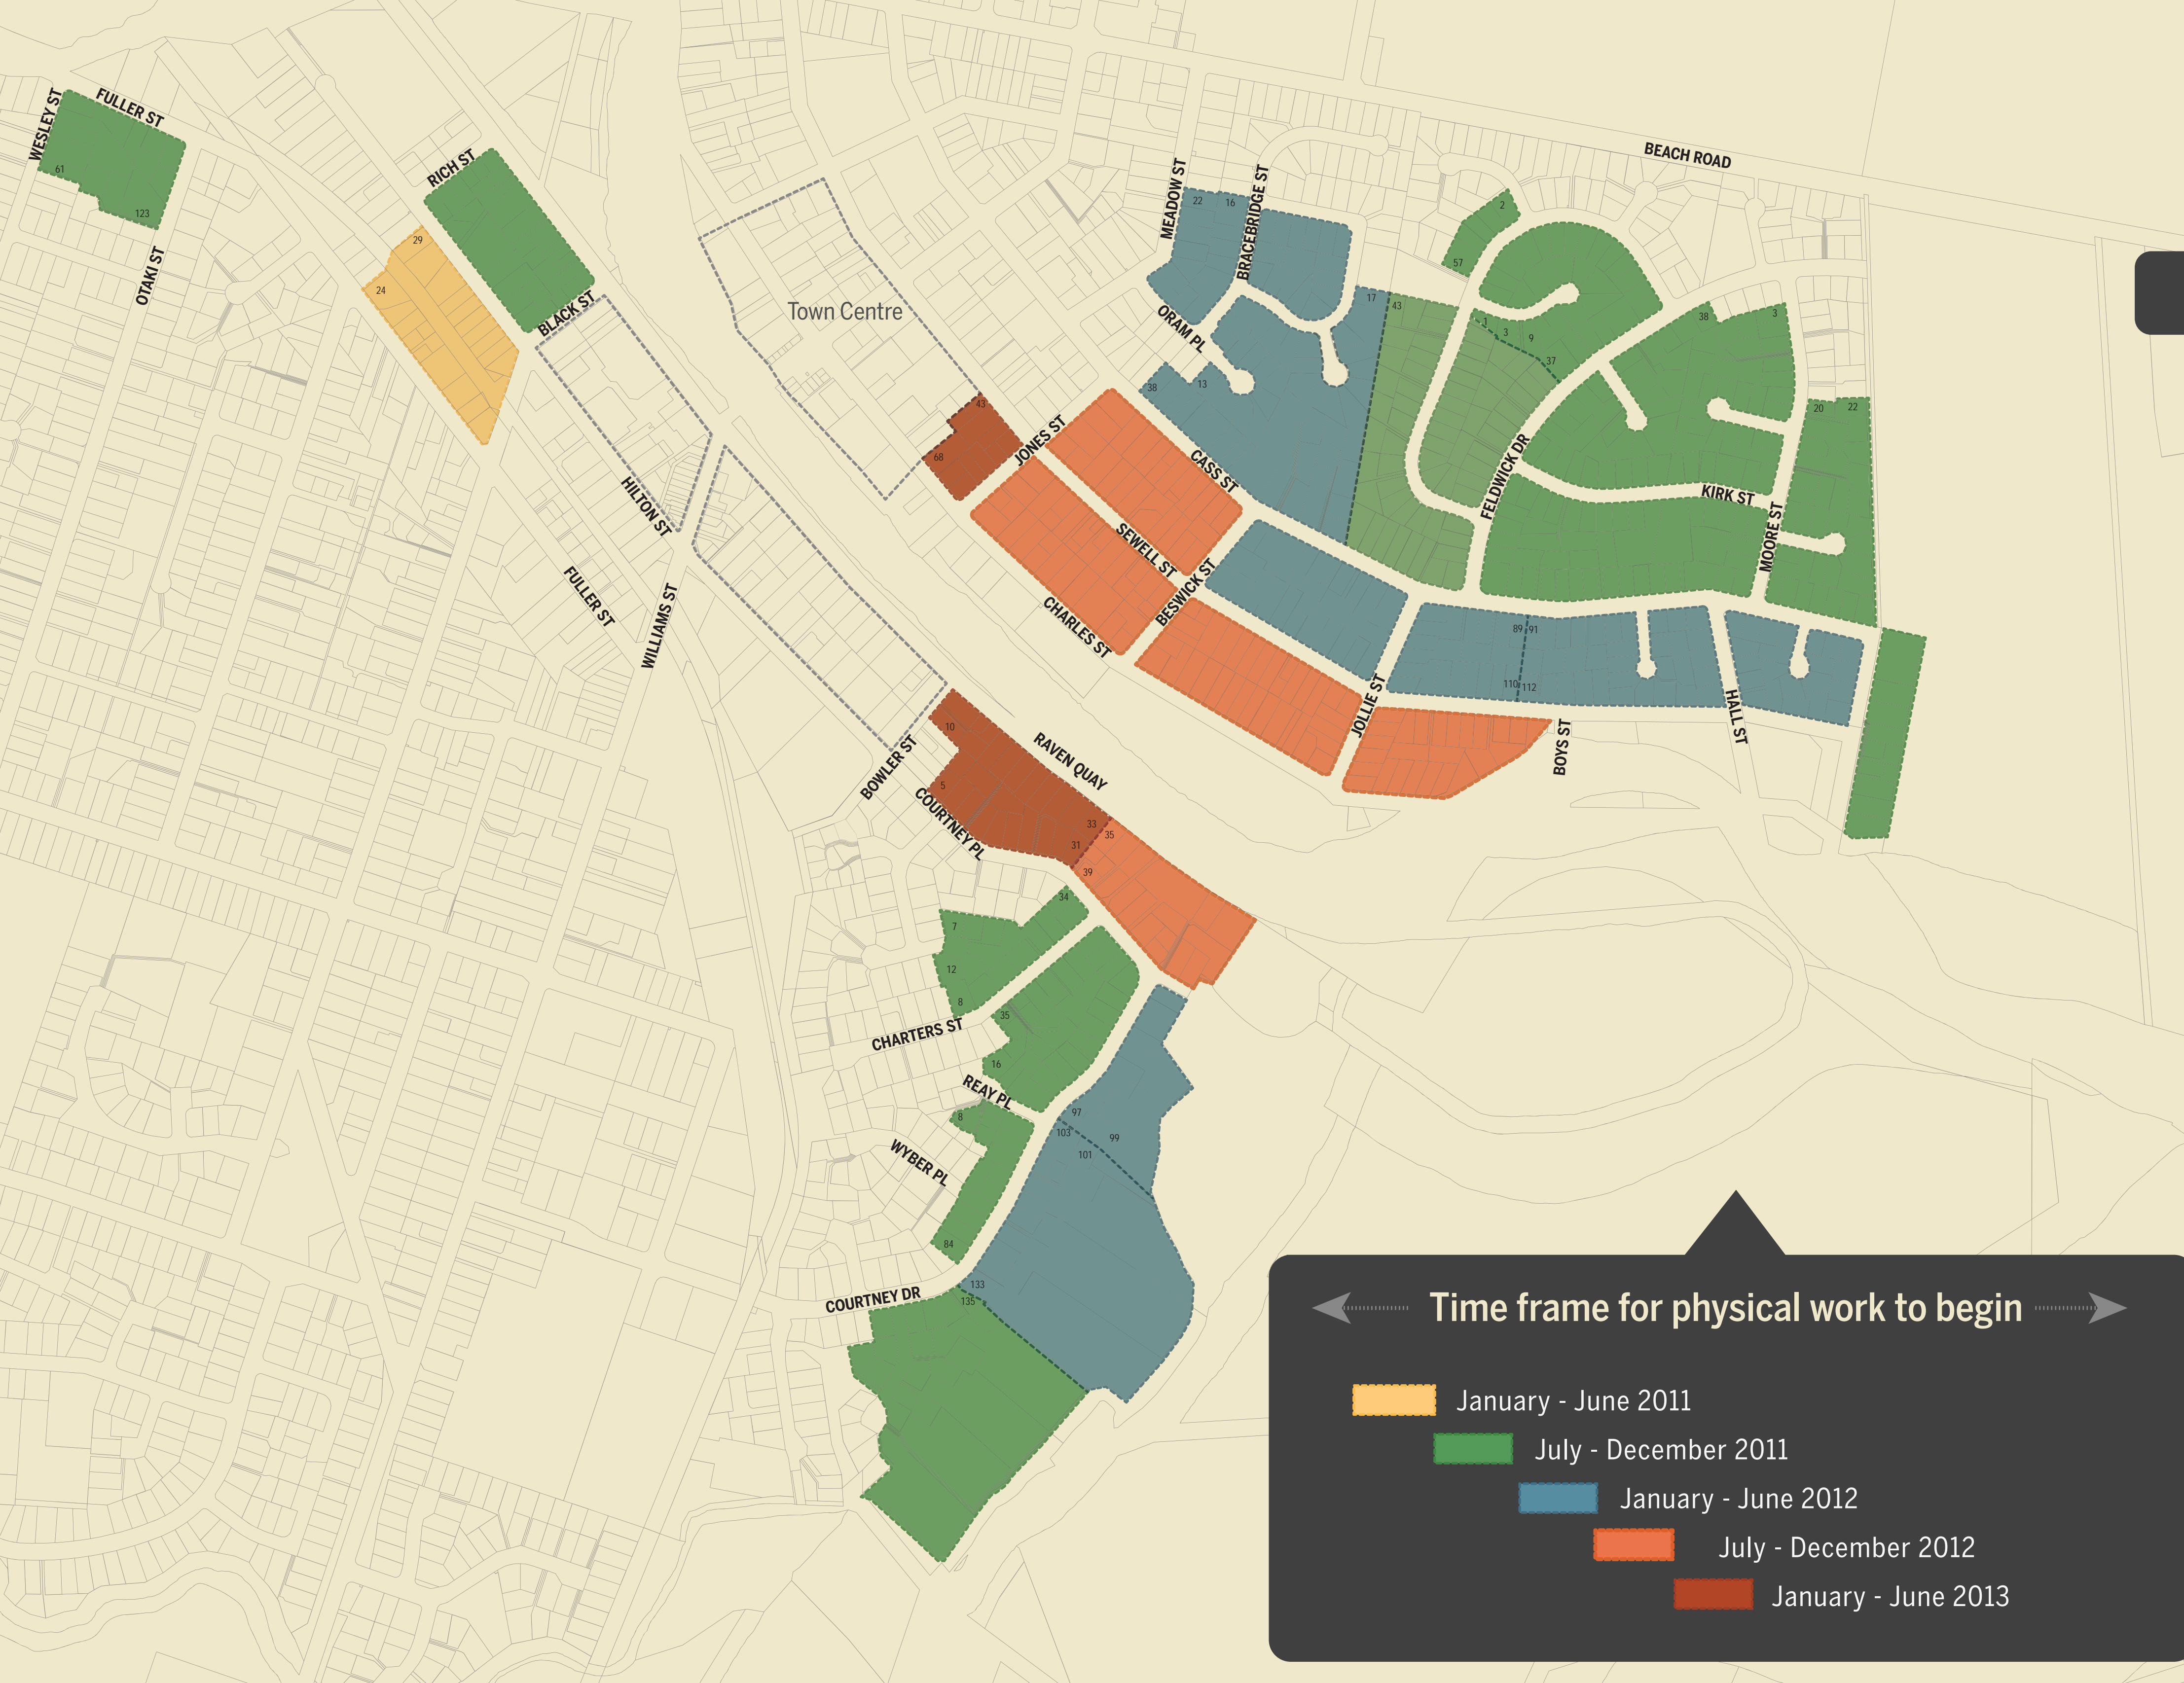 WESLEY ST
FULLER ST
61
123
OTAKI ST
RICH ST
29
24
BLACK ST
Town Centre
HILTON ST
FULLER ST
WILLIAMS ST
43
68
JONES ST
CASS ST
SEWELL ST
BESWICK ST
CHARLES ST
MEADOW ST
22
16
BRACEBRIDGE ST
ORAM PL
38
13
17
43
BEACH ROAD
2
57
1
3
9
37
38
3
20
22
FELDWICK DR
KIRK ST
MOORE ST
89
91
110
112
JOLLIE ST
BOYS ST
HALL ST
10
5
BOWLER ST
COURTNEY PL
RAVEN QUAY
33
35
31
39
34
7
12
8
CHARTERS ST
35
16
REAY PL
8
WYBER PL
84
97
103
99
101
133
135
COURTNEY DR
Time frame for physical work to begin
January - June 2011
July - December 2011
January - June 2012
July - December 2012
January - June 2013